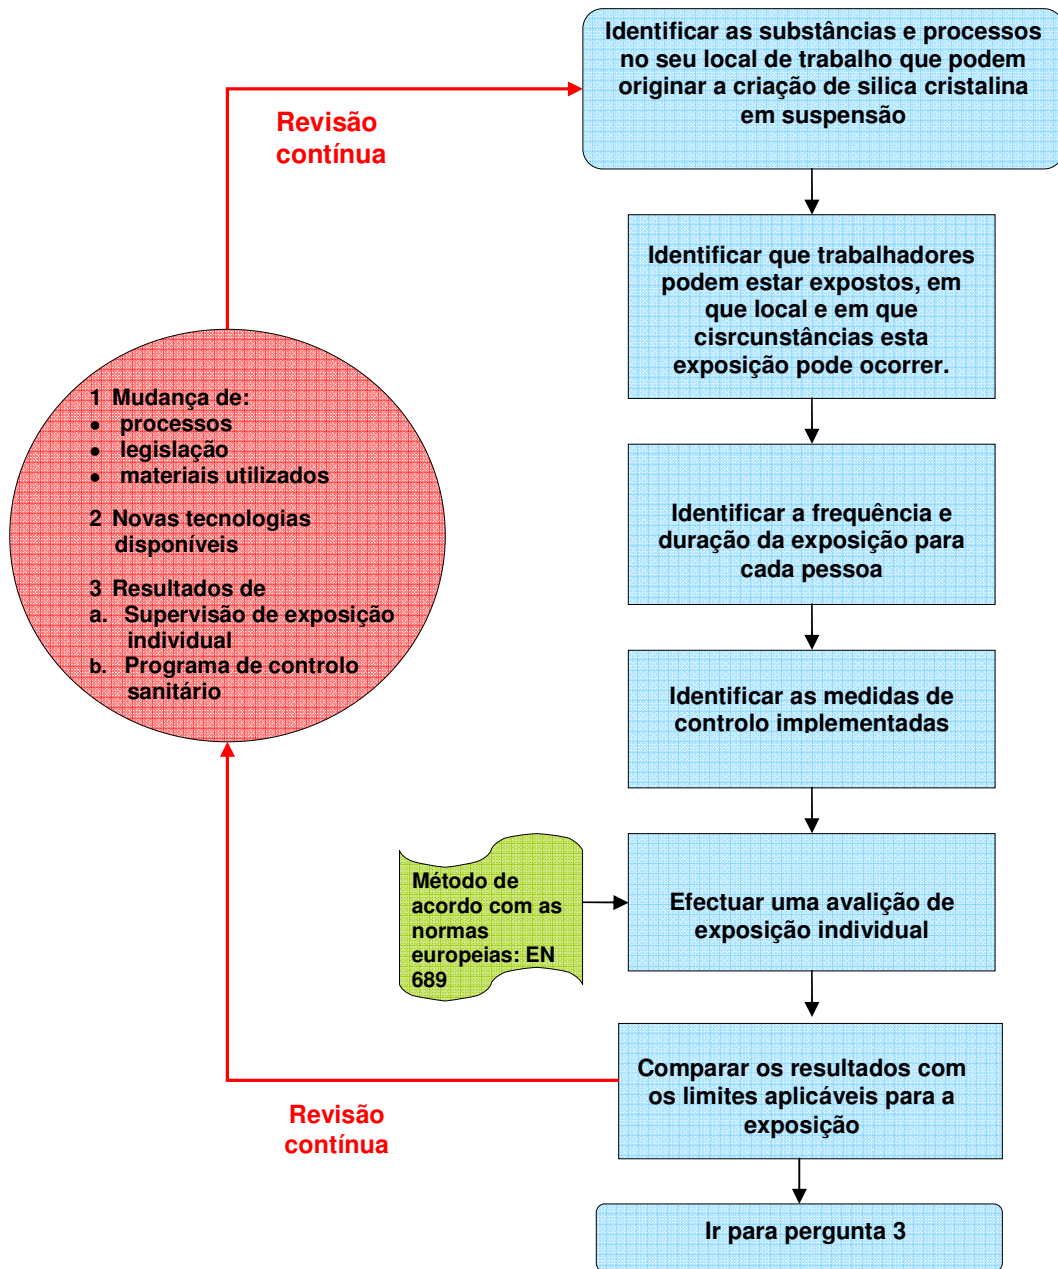 Identificar as substâncias e processos
no seu local de trabalho que podem
originar a criação de silica cristalina
em suspensão
Revisão
contínua
Identificar que trabalhadores
podem estar expostos, em
que local e em que
cisrcunstâncias esta
exposição pode ocorrer.
1 Mudança de:
• processos
• legislação
• materiais utilizados
2 Novas tecnologias
disponíveis
3 Resultados de
a. Supervisão de exposição
individual
b. Programa de controlo
sanitário
Identificar a frequência e
duração da exposição para
cada pessoa
Identificar as medidas de
controlo implementadas
Método de
acordo com as
normas
europeias: EN
689
Efectuar uma avalição de
exposição individual
Comparar os resultados com
os limites aplicáveis para a
exposição
Revisão
contínua
Ir para pergunta 3